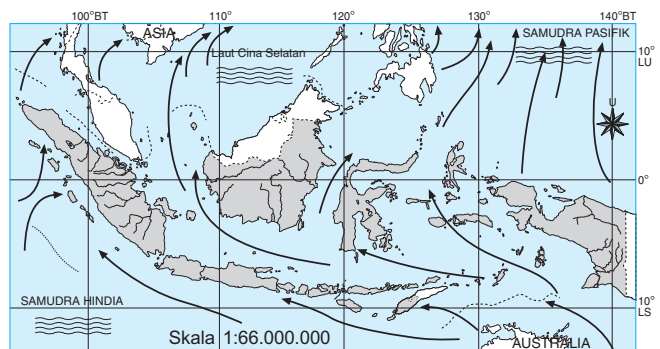 100°BT
110°
120°
130°
140°BT
ASIA
Laut Cina Selatan
SAMUDRA PASIFIK
10°
LU
U
0°
SAMUDRA HINDIA
10°
LS
Skala 1:66.000.000
AUSTRALIA